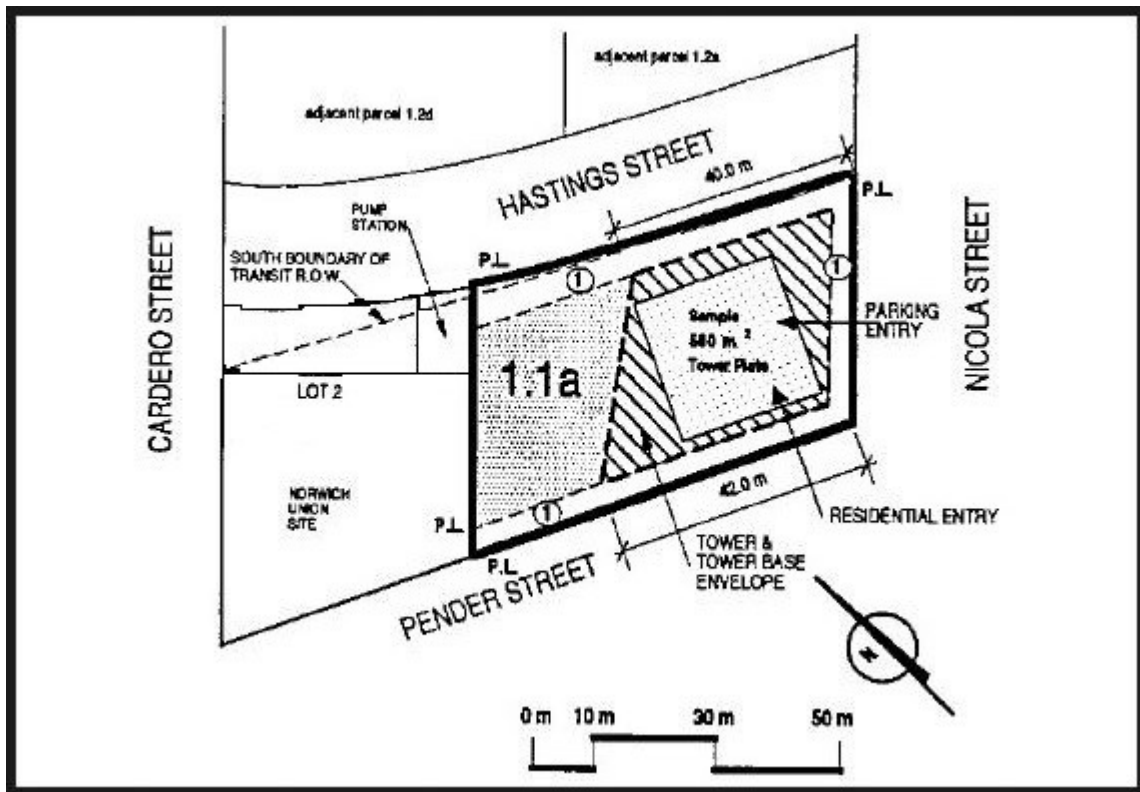 adjacent parcel 1.2a
adjacent parcel 1.2d
HASTINGS STREET
40.0 m
P.L.
PUMP
STATION
SOUTH BOUNDARY OF
TRANSIT R.O.W
P.L.
1
1
CARDERO STREET
NICOLA STREET
PARKING
ENTRY
Sample
580 m 2
Tower Plate
1.1a
LOT 2
NORWICH
UNION
SITE
P.L.
1
42.0 m
P.L.
RESIDENTIAL ENTRY
TOWER &
TOWER BASE
ENVELOPE
PENDER STREET
N
0 m 10 m 30 m 50 m